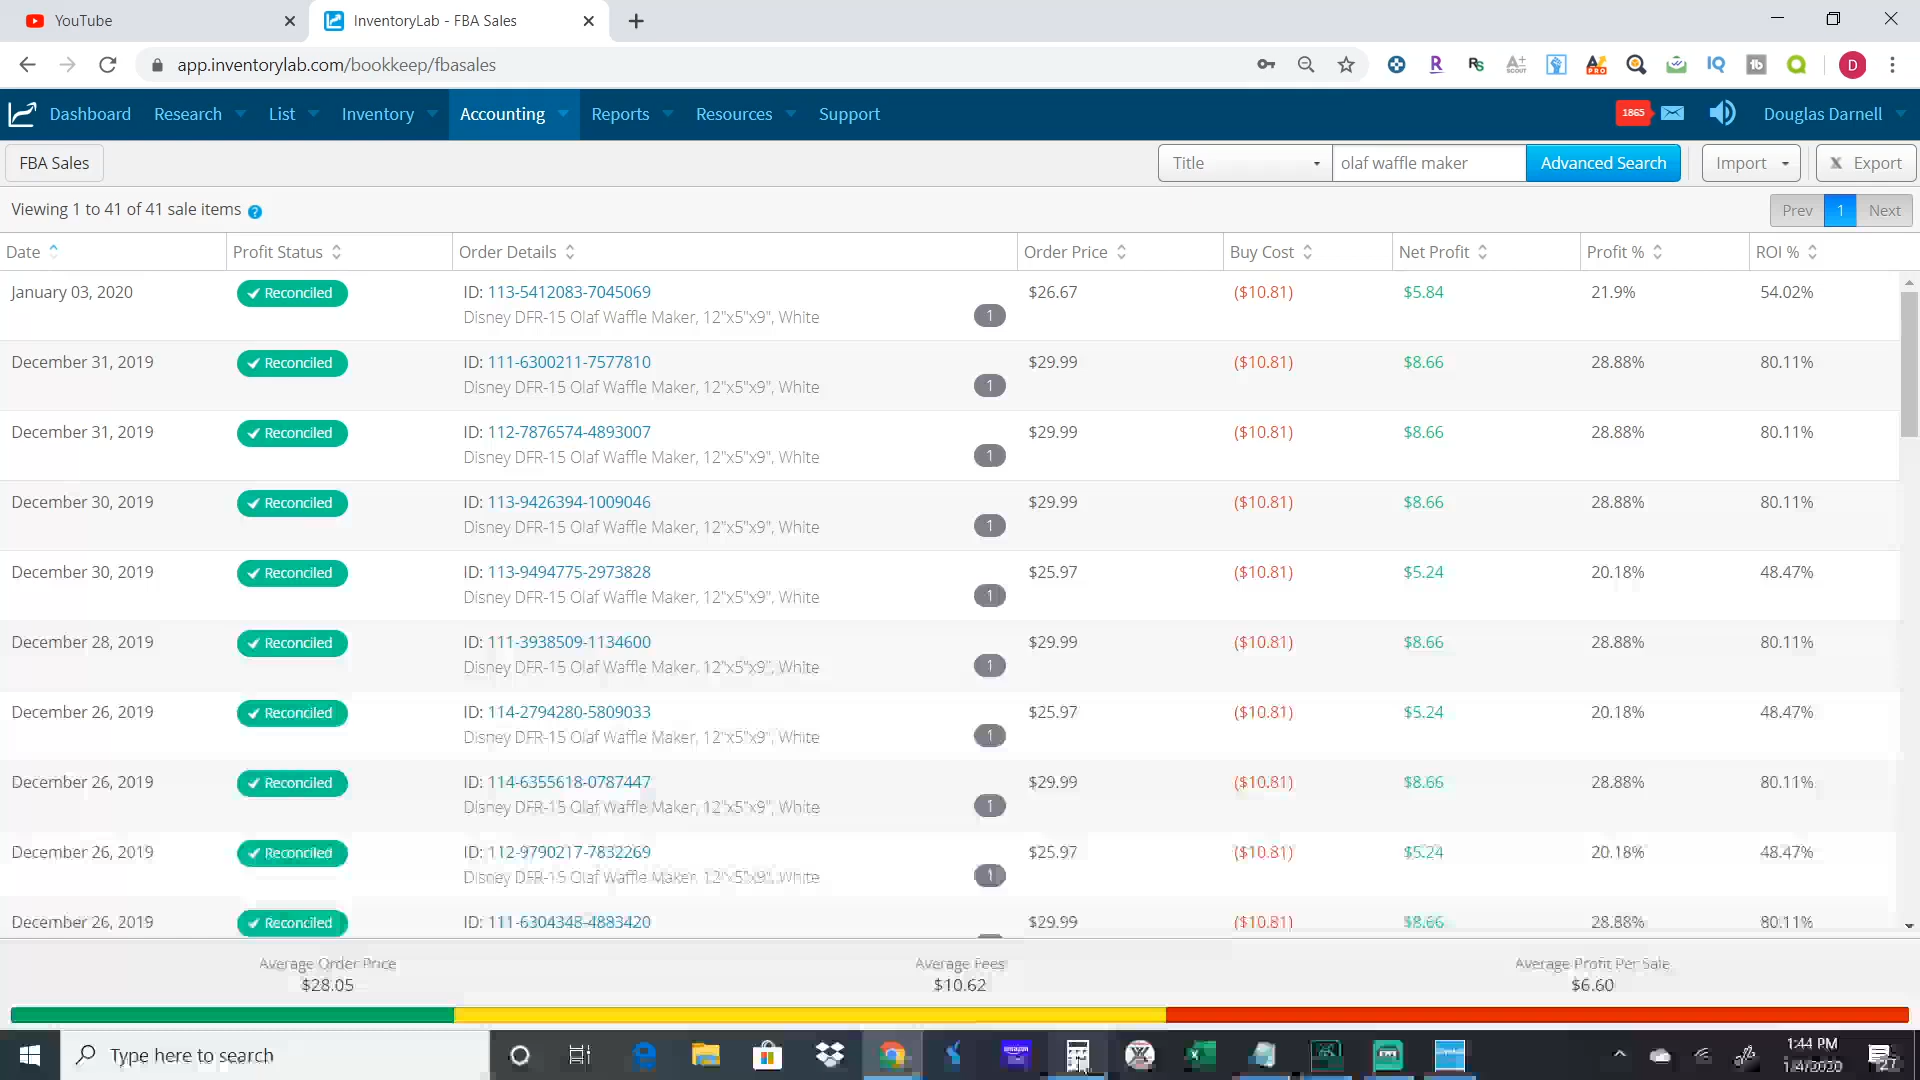 YouTube
InventoryLab - FBA Sales
app.inventorylab.com/bookkeep/fbasales
Dashboard Research List Inventory Accounting Reports Resources Support 1865 Douglas Darnell
FBA Sales Title olaf waffle maker Advanced Search Import X Export
Viewing 1 to 41 of 41 sale items ? Prev 1 Next
Date Profit Status Order Details Order Price Buy Cost Net Profit Profit % ROI %
January 03, 2020 Reconciled ID: 113-5412083-7045069 $26.67 ($10.81) $5.84 21.9% 54.02%
Disney DFR-15 Olaf Waffle Maker, 12"x5"x9", White 1
December 31, 2019 Reconciled ID: 111-6300211-7577810 $29.99 ($10.81) $8.66 28.88% 80.11%
Disney DFR-15 Olaf Waffle Maker, 12"x5"x9", White 1
December 31, 2019 Reconciled ID: 112-7876574-4893007 $29.99 ($10.81) $8.66 28.88% 80.11%
Disney DFR-15 Olaf Waffle Maker, 12"x5"x9", White 1
December 30, 2019 Reconciled ID: 113-9426394-1009046 $29.99 ($10.81) $8.66 28.88% 80.11%
Disney DFR-15 Olaf Waffle Maker, 12"x5"x9", White 1
December 30, 2019 Reconciled ID: 113-9494775-2973828 $25.97 ($10.81) $5.24 20.18% 48.47%
Disney DFR-15 Olaf Waffle Maker, 12"x5"x9", White 1
December 28, 2019 Reconciled ID: 111-3938509-1134600 $29.99 ($10.81) $8.66 28.88% 80.11%
Disney DFR-15 Olaf Waffle Maker, 12"x5"x9", White 1
December 26, 2019 Reconciled ID: 114-2794280-5809033 $25.97 ($10.81) $5.24 20.18% 48.47%
Disney DFR-15 Olaf Waffle Maker, 12"x5"x9", White 1
December 26, 2019 Reconciled ID: 114-6355618-0787447 $29.99 ($10.81) $8.66 28.88% 80.11%
Disney DFR-15 Olaf Waffle Maker, 12"x5"x9", White 1
December 26, 2019 Reconciled ID: 112-9790217-7832269 $25.97 ($10.81) $5.24 20.18% 48.47%
Disney DFR-15 Olaf Waffle Maker, 12"x5"x9", White 1
December 26, 2019 Reconciled ID: 111-6304348-4883420 $29.99 ($10.81) $8.66 28.88% 80.11%
Average Order Price Average Fees Average Profit Per Sale
$28.05 $10.62 $6.60
Type here to search
1:44 PM
1/4/2020
27